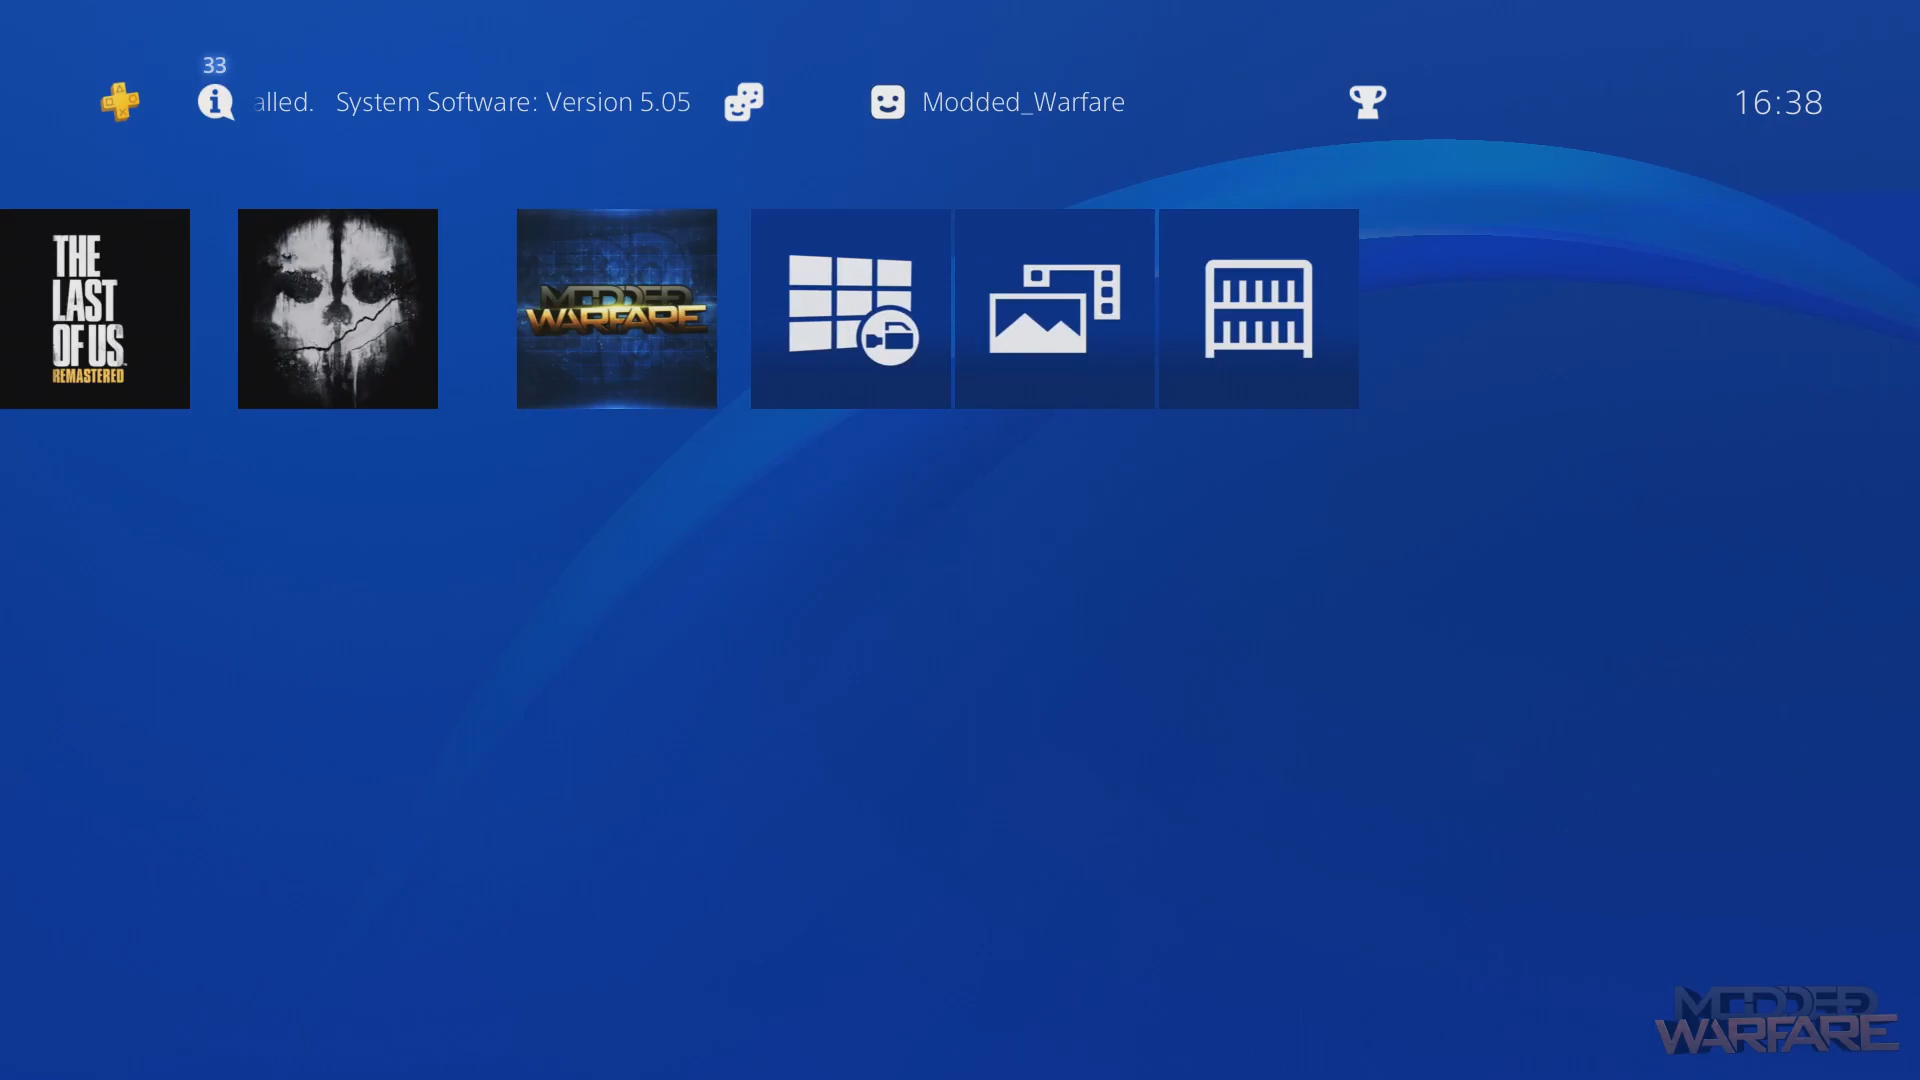 33
alled. System Software: Version 5.05
Modded_Warfare
16:38
THE
LAST
OF US
REMASTERED
MODDED
WARFARE
MODDED
WARFARE